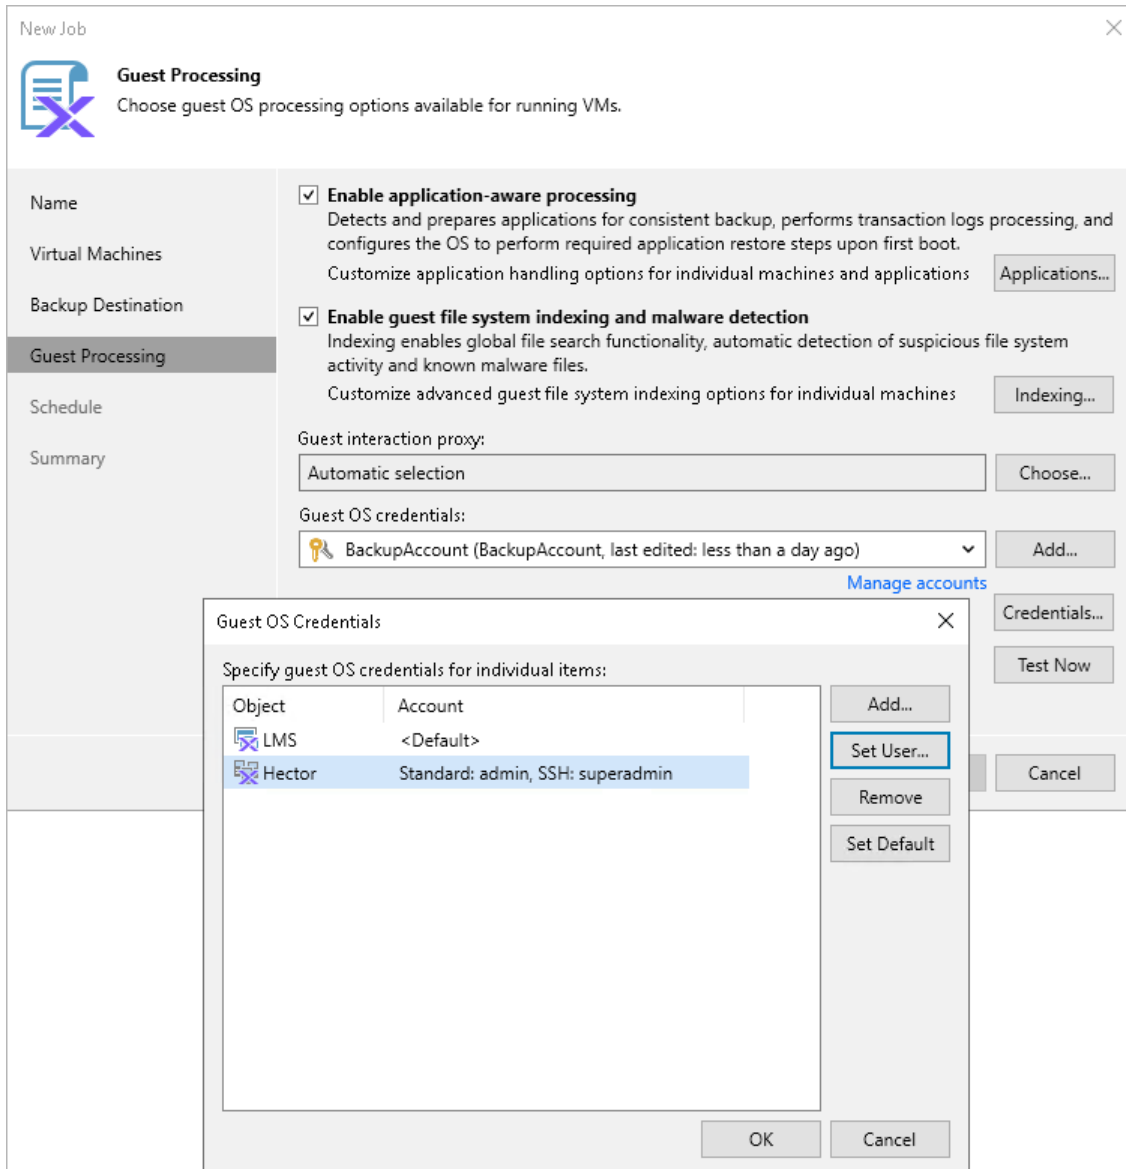 New Job
Guest Processing
Choose guest OS processing options available for running VMs.
Name
Virtual Machines
Backup Destination
Guest Processing
Schedule
Summary
Enable application-aware processing
Detects and prepares applications for consistent backup, performs transaction logs processing, and
configures the OS to perform required application restore steps upon first boot.
Customize application handling options for individual machines and applications
Applications...
Enable guest file system indexing and malware detection
Indexing enables global file search functionality, automatic detection of suspicious file system
activity and known malware files.
Customize advanced guest file system indexing options for individual machines
Indexing...
Guest interaction proxy:
Automatic selection
Choose...
Guest OS credentials:
BackupAccount (BackupAccount, last edited: less than a day ago)
Add...
Manage accounts
Credentials...
Test Now
Cancel
Guest OS Credentials
Specify guest OS credentials for individual items:
Object Account
LMS <Default>
Hector Standard: admin, SSH: superadmin
Add...
Set User...
Remove
Set Default
OK
Cancel